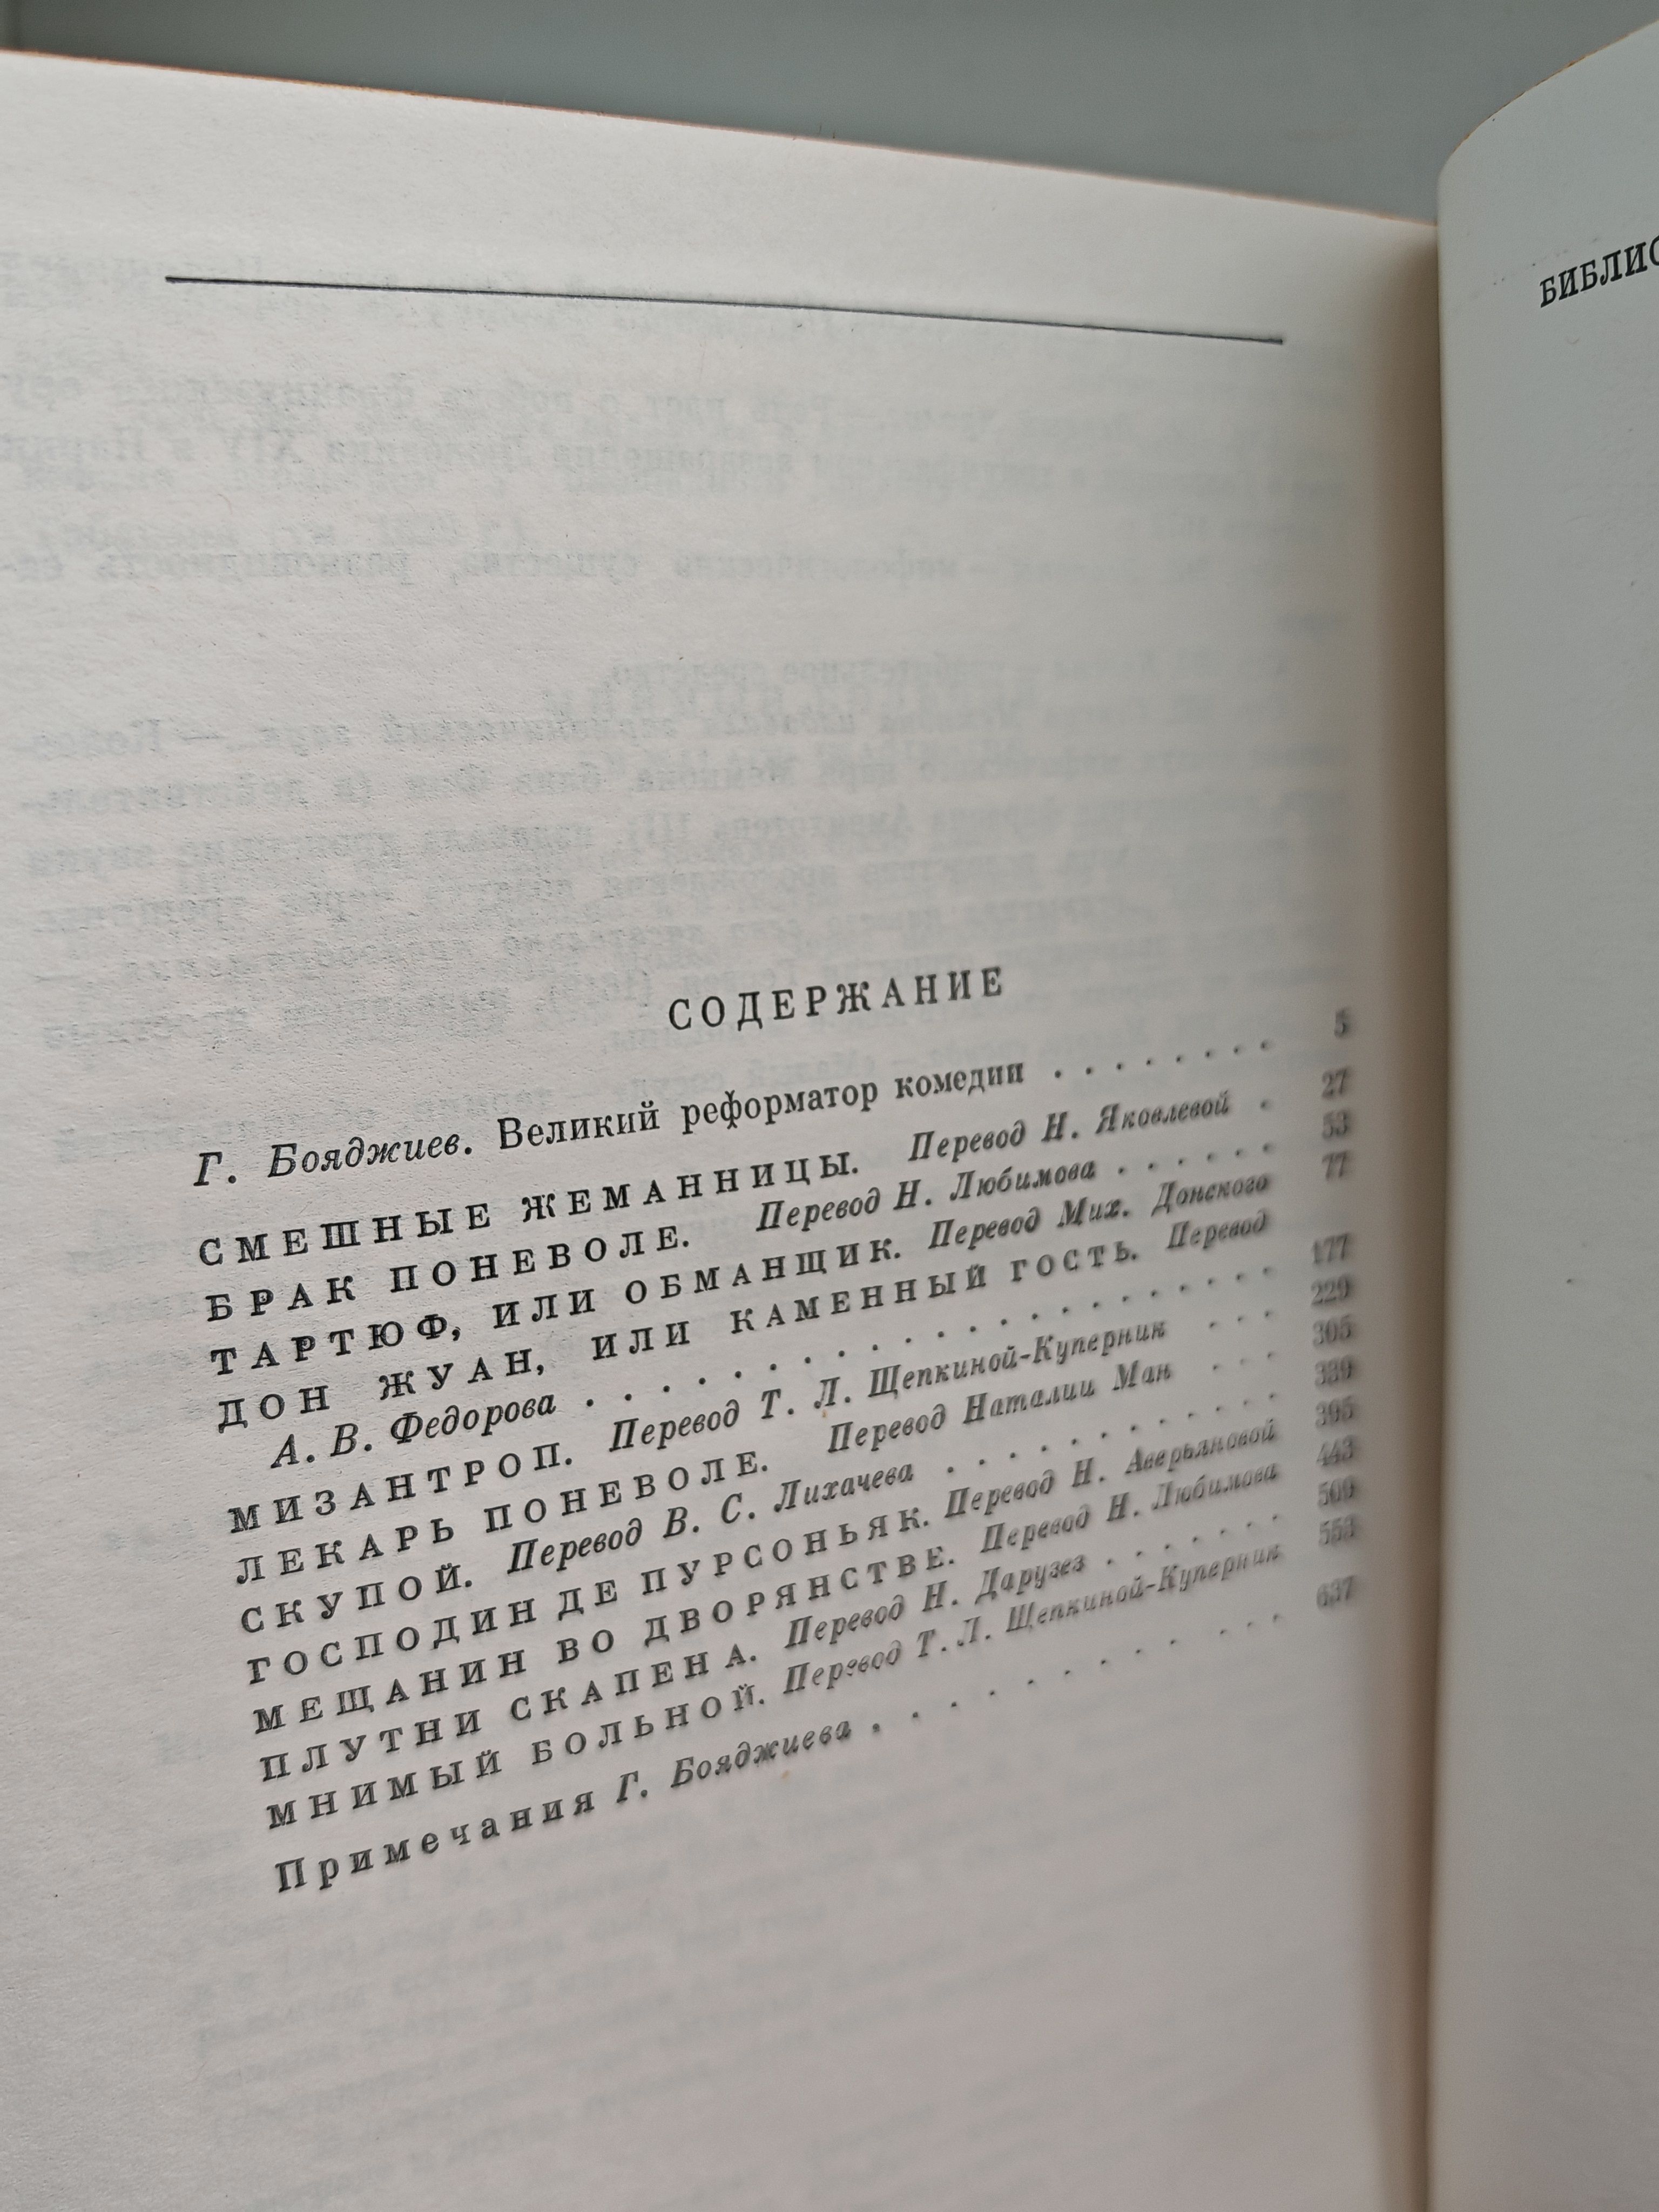 СОДЕРЖАНИЕ
Г. Бояджиев. Великий реформатор комедии . . . . . . . . 5
СМЕШНЫЕ ЖЕМАННИЦЫ. Перевод Н. Яковлевой . 27
БРАК ПОНЕВОЛЕ. Перевод Н. Любимова . . . . . . 53
ТАРТЮФ, ИЛИ ОБМАНЩИК. Перевод Мих. Донского 77
ДОН ЖУАН, ИЛИ КАМЕННЫЙ ГОСТЬ. Перевод
А. В. Федорова . . . . . . . . . . . . . . . . . . . 177
МИЗАНТРОП. Перевод Т. Л. Щепкиной-Куперник . . . 229
ЛЕКАРЬ ПОНЕВОЛЕ. Перевод Наталии Ман . . . 305
СКУПОЙ. Перевод В. С. Лихачева . . . . . . . . . . . 339
ГОСПОДИН ДЕ ПУРСОНЬЯК. Перевод Н. Аверьяновой 395
МЕЩАНИН ВО ДВОРЯНСТВЕ. Перевод Н. Любимова 443
ПЛУТНИ СКАПЕНА. Перевод Н. Дарузес . . . . . . 509
МНИМЫЙ БОЛЬНОЙ. Перевод Т. Л. Щепкиной-Куперник 553
Примечания Г. Бояджиева . . . . . . . . . . . . 637